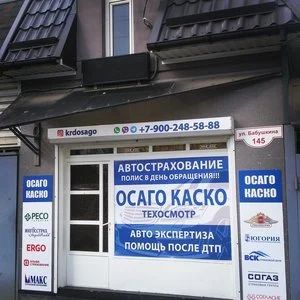 krdosago +7-900-248-58-88
ул. Бабушкина
145
АВТОСТРАХОВАНИЕ
ПОЛИС В ДЕНЬ ОБРАЩЕНИЯ!!!
ОСАГО КАСКО
ТЕХОСМОТР
АВТО ЭКСПЕРТИЗА
ПОМОЩЬ ПОСЛЕ ДТП
ОСАГО
КАСКО
РЕСО
ERGO
МАКС
ОСАГО
КАСКО
ЮГОРИЯ
ВСК
СОГАЗ